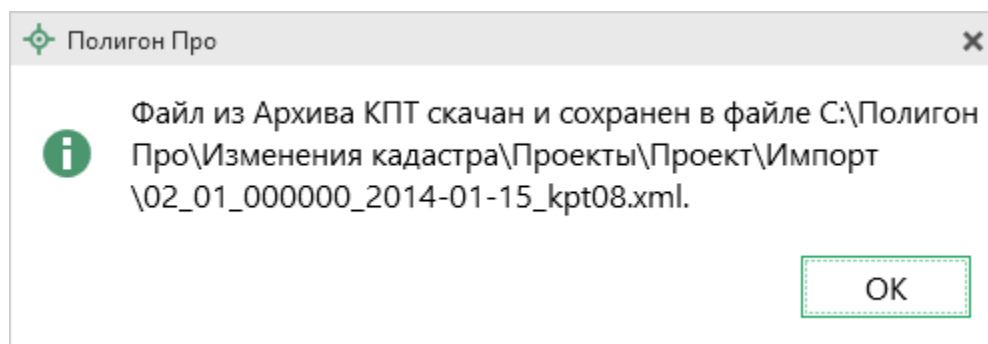 Полигон Про
Файл из Архива КПТ скачан и сохранен в файле C:\Полигон
Про\Изменения кадастра\Проекты\Проект\Импорт
\02_01_000000_2014-01-15_kpt08.xml.
ОК